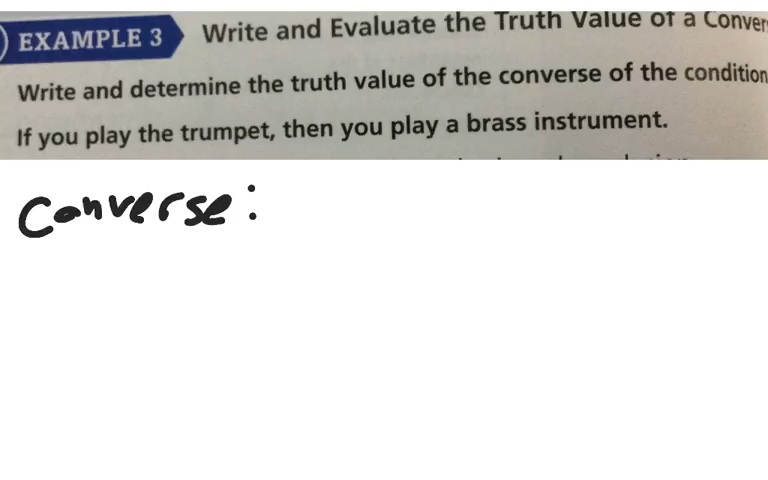 EXAMPLE 3 Write and Evaluate the Truth Value of a
Write and determine the truth value of the converse of the
If you play the trumpet, then you play a brass instrument.
Converse: